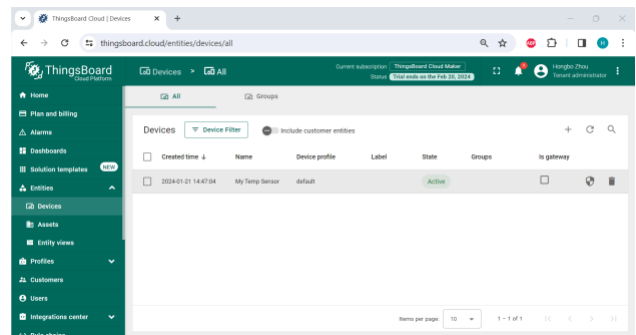 ThingsBoard Cloud | Devices
thingsboard.cloud/entities/devices/all
ABP
H
ThingsBoard
Cloud Platform
Devices > All
Current subscription: ThingsBoard Cloud Maker
Status: Trial ends on the Feb 20, 2024
Hongbo Zhou
Tenant administrator
Home
Plan and billing
Alarms
Dashboards
Solution templates NEW
Entities
Devices
Assets
Entity views
Profiles
Customers
Users
Integrations center
All Groups
Devices Device Filter Include customer entities
Created time ↓ Name Device profile Label State Groups Is gateway
2024-01-21 14:47:04 My Temp Sensor default Active
Items per page: 10 1 – 1 of 1